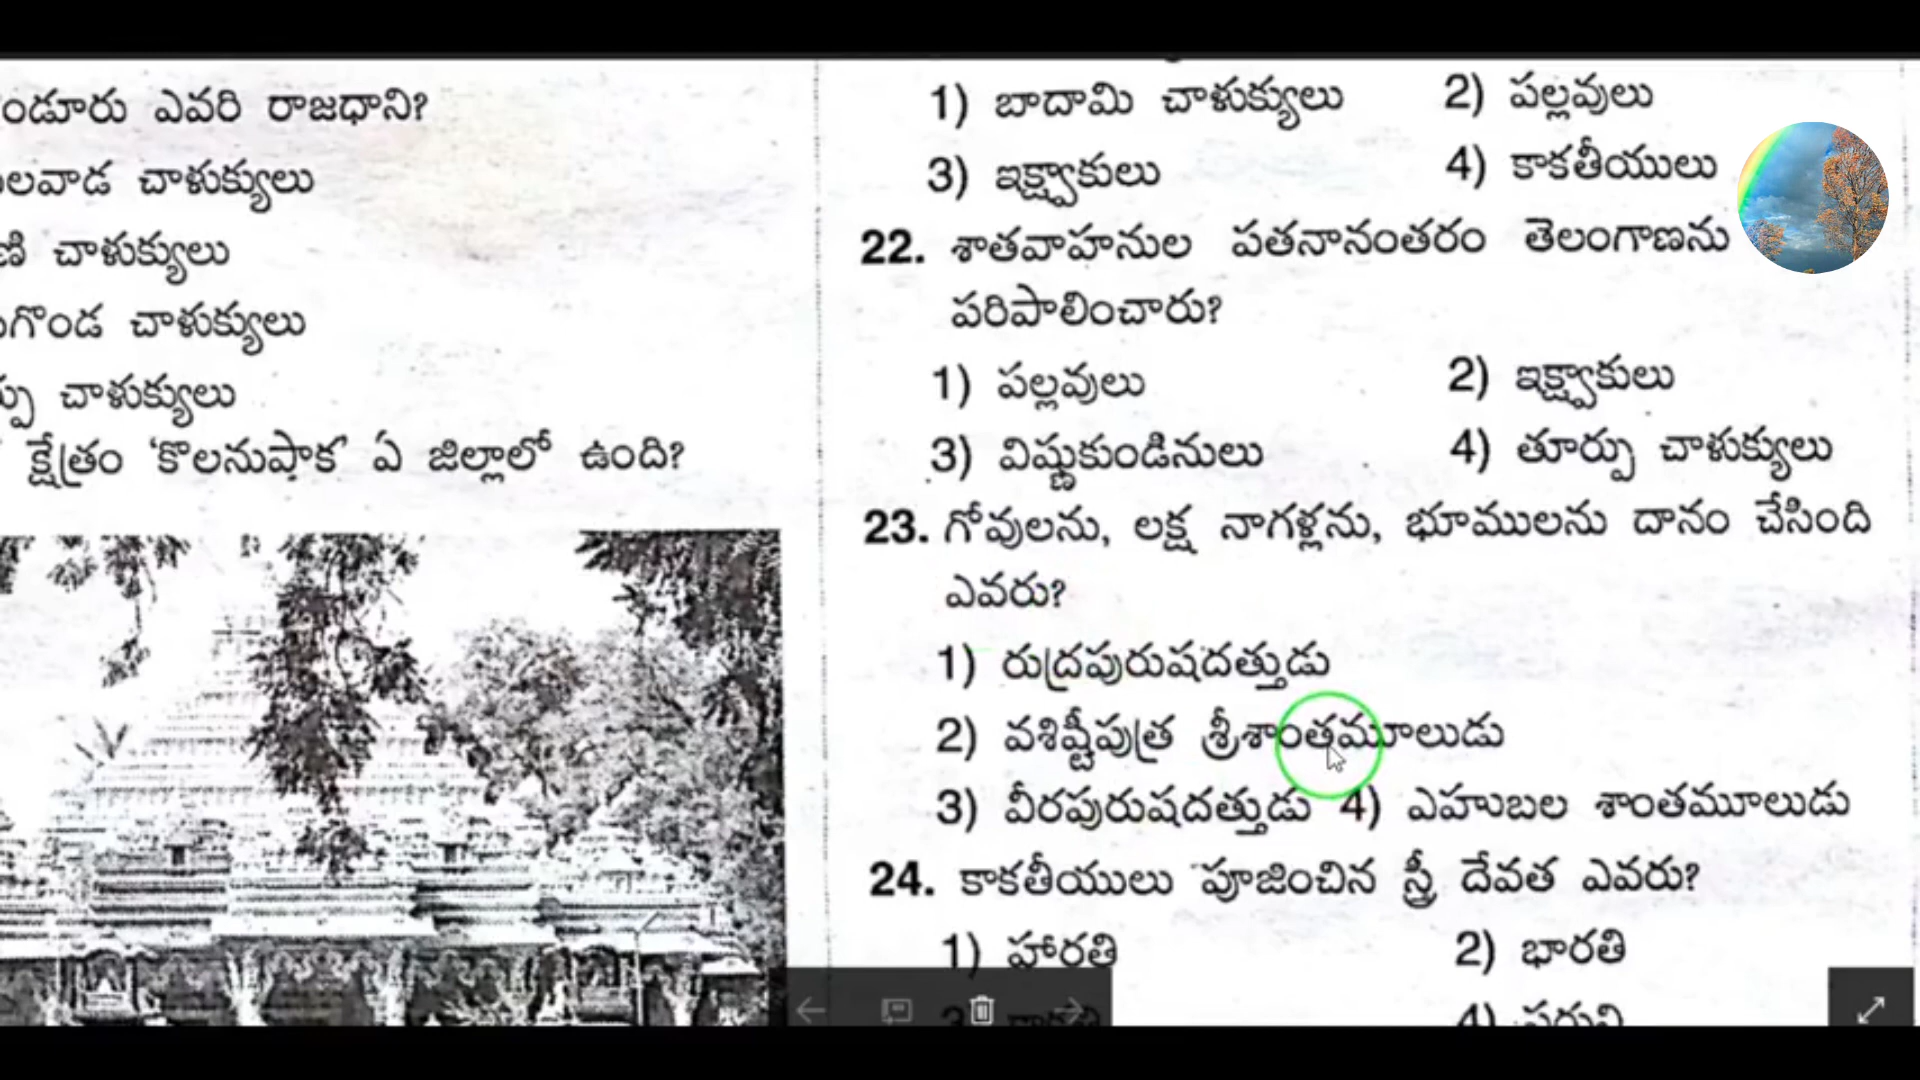 ఎవరి రాజధాని?
చాళుక్యులు
చాళుక్యులు
చాళుక్యులు
చాళుక్యులు
క్షేత్రం 'కొలనుపాక' ఏ జిల్లాలో ఉంది?
1) బాదామి చాళుక్యులు 2) పల్లవులు
3) ఇక్ష్వాకులు 4) కాకతీయులు
22. శాతవాహనుల పతనానంతరం తెలంగాణను
పరిపాలించారు?
1) పల్లవులు 2) ఇక్ష్వాకులు
3) విష్ణుకుండినులు 4) తూర్పు చాళుక్యులు
23. గోవులను, లక్ష నాగళ్లను, భూములను దానం చేసింది
ఎవరు?
1) రుద్రపురుషదత్తుడు
2) వశిష్టీపుత్ర శ్రీశాంతమూలుడు
3) వీరపురుషదత్తుడు 4) ఎహుబల శాంతమూలుడు
24. కాకతీయులు పూజించిన స్త్రీ దేవత ఎవరు?
1) హారతి 2) భారతి